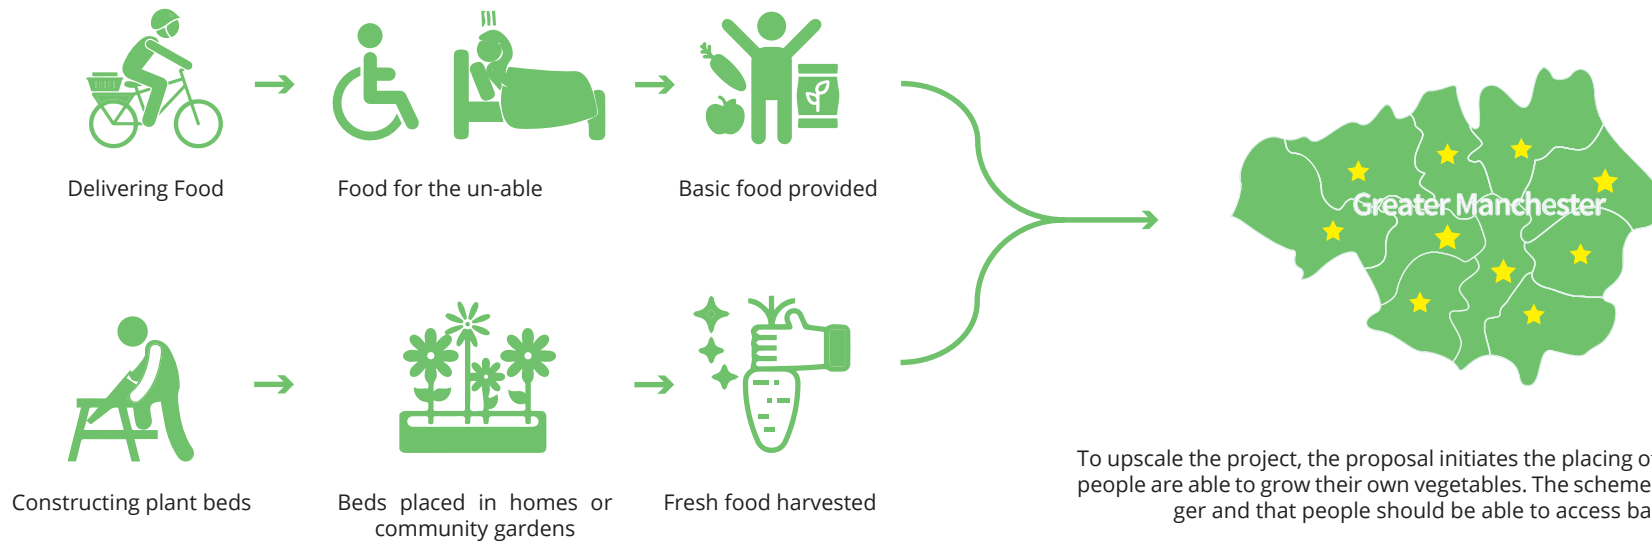 Delivering Food
Food for the un-able
Basic food provided
Greater Manchester
Constructing plant beds
Beds placed in homes or
community gardens
Fresh food harvested
To upscale the project, the proposal initiates the placing of
people are able to grow their own vegetables. The scheme
ger and that people should be able to access ba